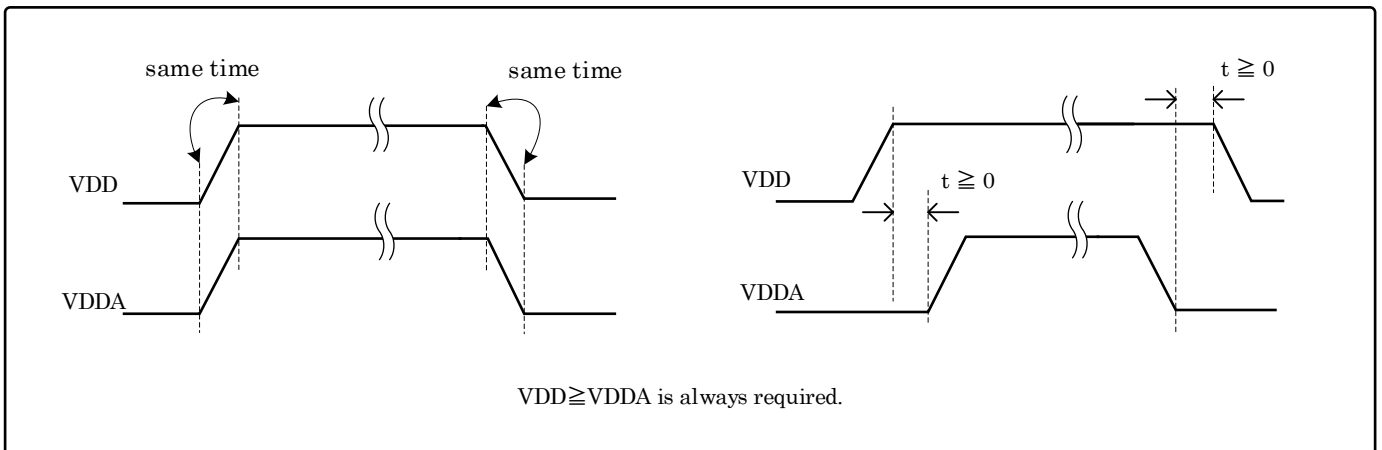 same time
same time
VDD
VDDA
t ≧ 0
VDD
t ≧ 0
VDDA
VDD≧VDDA is always required.